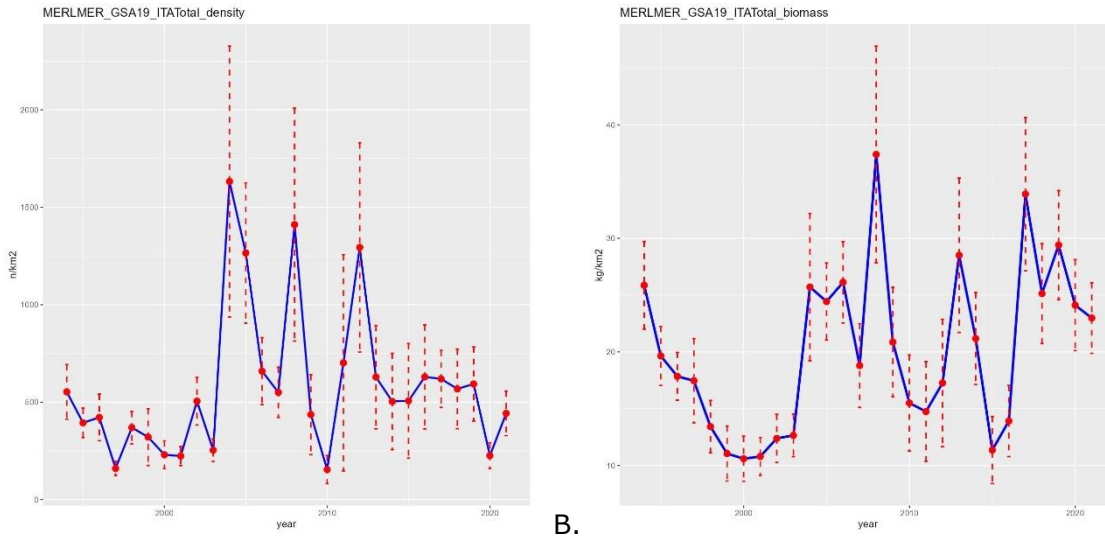 MERLMER_GSA19_ITATotal_density
2000
1500
1000
500
0
n/km2
2000
2010
2020
year
B.
MERLMER_GSA19_ITATotal_biomass
40
30
20
10
kg/km2
2000
2010
2020
year